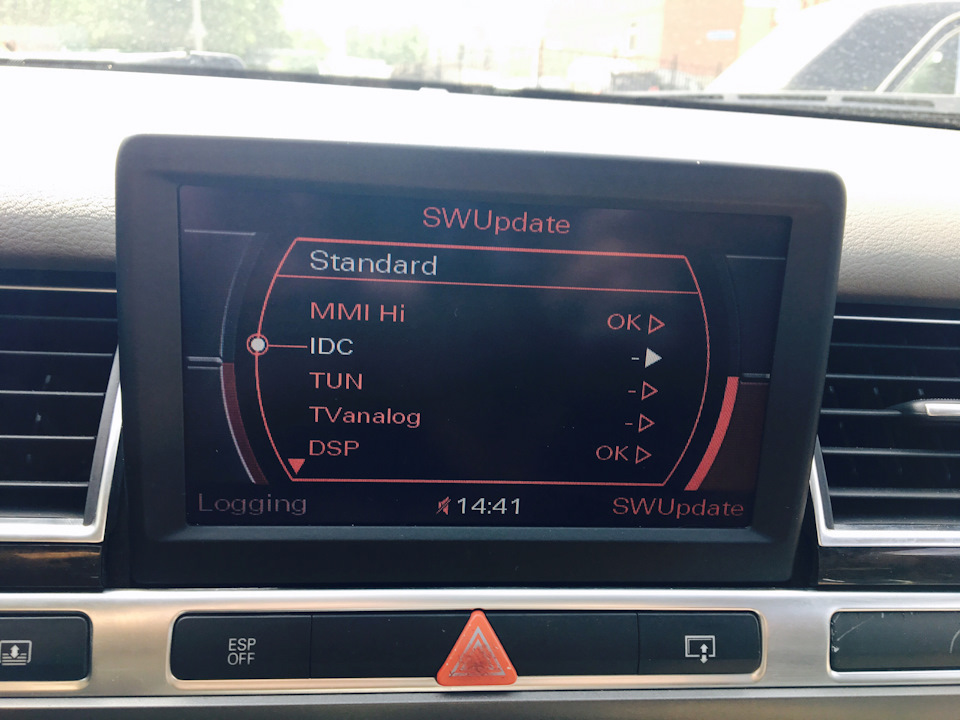 SWUpdate
Standard
MMI Hi OK
IDC -
TUN -
TVanalog -
DSP OK
Logging 14:41 SWUpdate
ESP
OFF